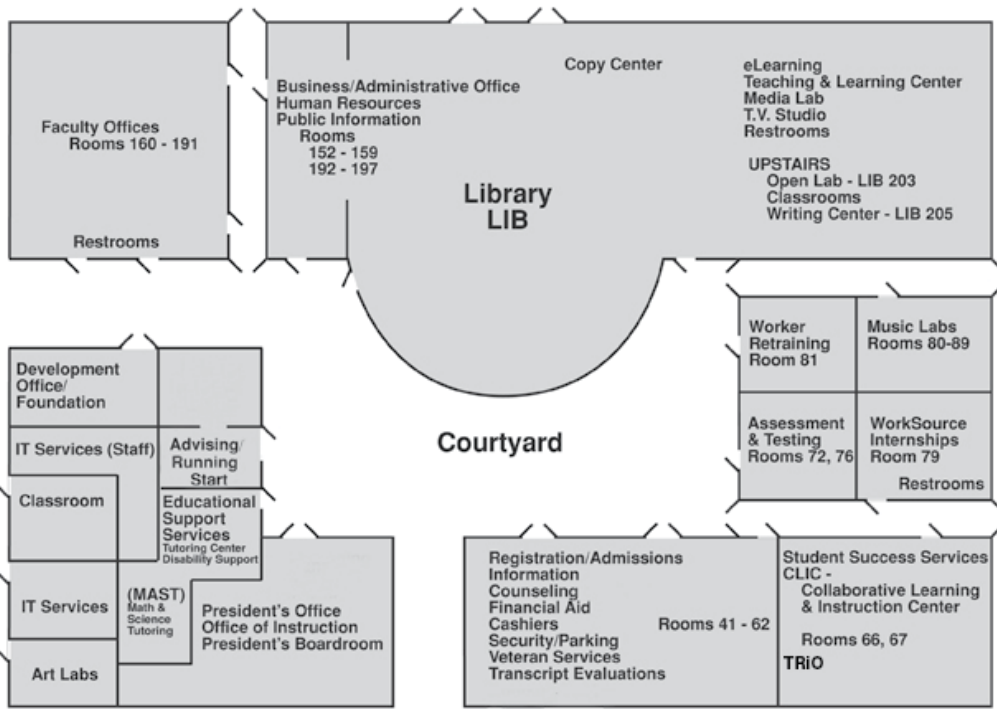 Faculty Offices
Rooms 160 - 191
Restrooms
Business/Administrative Office
Human Resources
Public Information
Rooms
152 - 159
192 - 197
Library
LIB
Copy Center
eLearning
Teaching & Learning Center
Media Lab
T.V. Studio
Restrooms
UPSTAIRS
Open Lab - LIB 203
Classrooms
Writing Center - LIB 205
Worker
Retraining
Room 81
Music Labs
Rooms 80-89
Assessment
& Testing
Rooms 72, 76
WorkSource
Internships
Room 79
Restrooms
Courtyard
Development
Office/
Foundation
IT Services (Staff)
Advising/
Running
Start
Classroom
Educational
Support
Services
Tutoring Center
Disability Support
IT Services
(MAST)
Math &
Science
Tutoring
Art Labs
President's Office
Office of Instruction
President's Boardroom
Registration/Admissions
Information
Counseling
Financial Aid
Cashiers
Security/Parking
Veteran Services
Transcript Evaluations
Rooms 41 - 62
Student Success Services
CLIC -
Collaborative Learning
& Instruction Center
Rooms 66, 67
TRiO